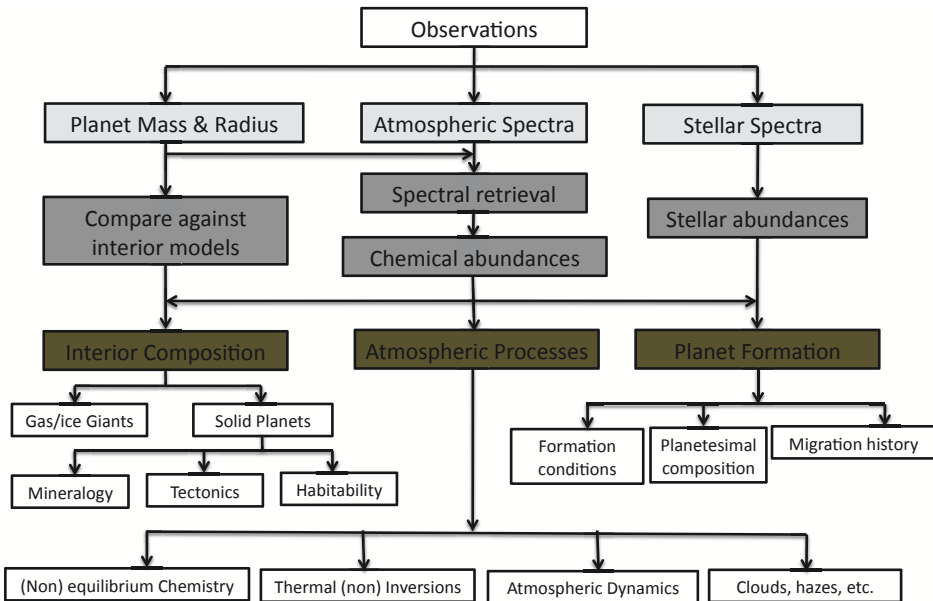 Observations
Planet Mass & Radius
Atmospheric Spectra
Stellar Spectra
Compare against
interior models
Spectral retrieval
Chemical abundances
Stellar abundances
Interior Composition
Atmospheric Processes
Planet Formation
Gas/ice Giants
Solid Planets
Mineralogy
Tectonics
Habitability
Formation
conditions
Planetesimal
composition
Migration history
(Non) equilibrium Chemistry
Thermal (non) Inversions
Atmospheric Dynamics
Clouds, hazes, etc.